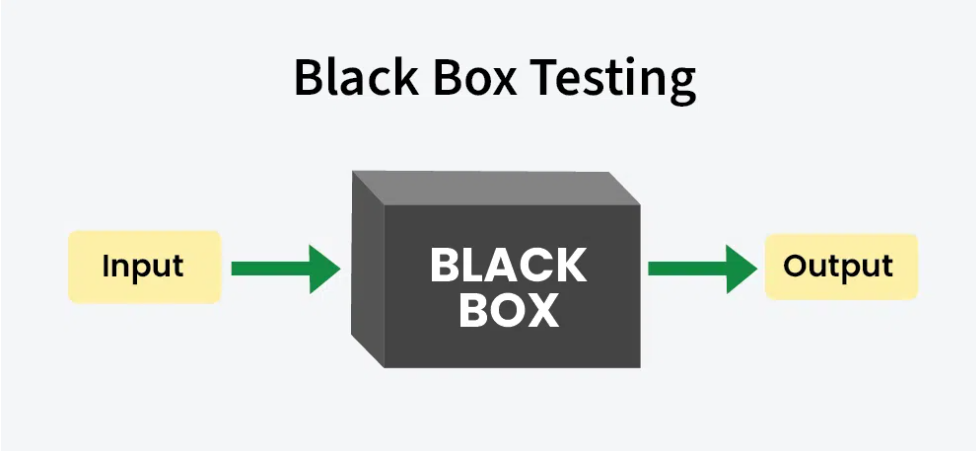 Black Box Testing
Input
BLACK
BOX
Output